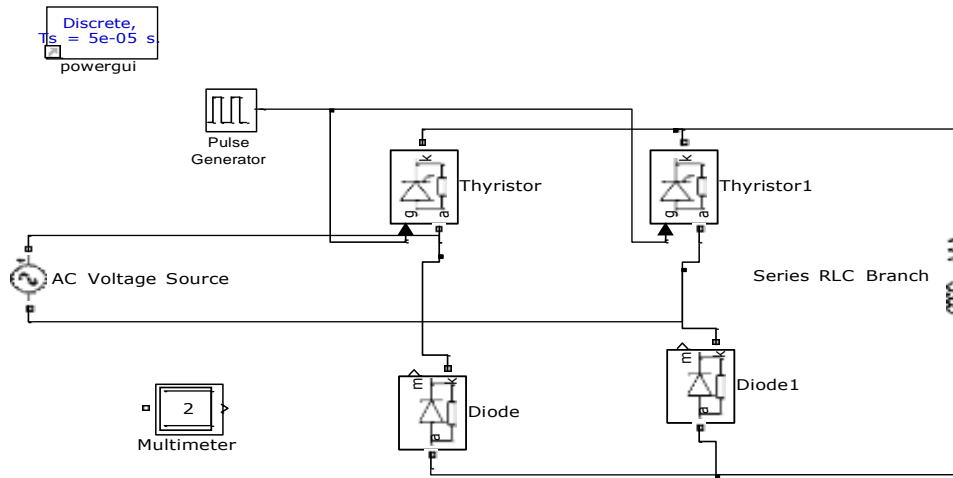 Discrete,
Ts = 5e-05 s.
powergui
Pulse
Generator
k
Thyristor
g
a
k
Thyristor1
g
a
AC Voltage Source
Series RLC Branch
m
k
Diode
a
m
k
Diode1
a
2
Multimeter